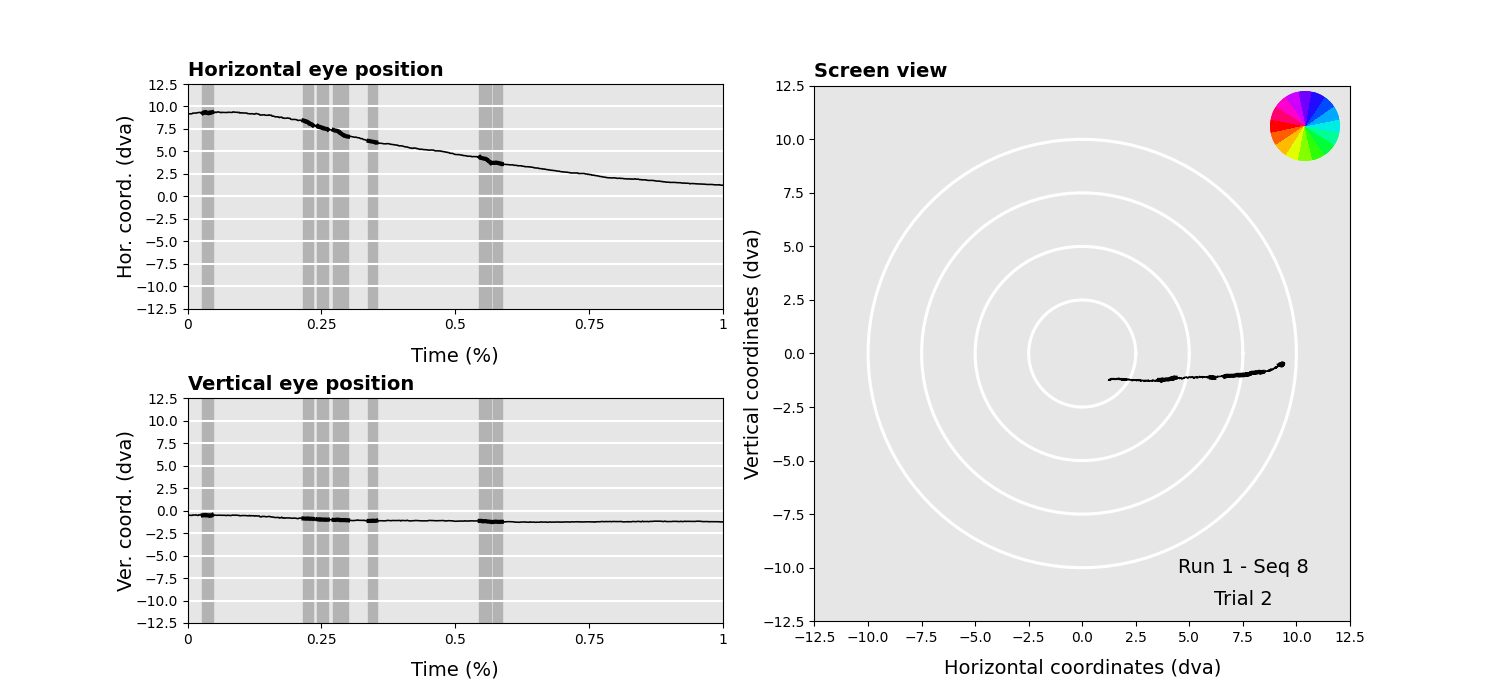 Horizontal eye position
12.5
10.0
7.5
5.0
2.5
0.0
−2.5
−5.0
−7.5
−10.0
−12.5
Hor. coord. (dva)
0 0.25 0.5 0.75 1
Time (%)
Vertical eye position
12.5
10.0
7.5
5.0
2.5
0.0
−2.5
−5.0
−7.5
−10.0
−12.5
Ver. coord. (dva)
0 0.25 0.5 0.75 1
Time (%)
Screen view
12.5
10.0
7.5
5.0
2.5
0.0
−2.5
−5.0
−7.5
−10.0
−12.5
Vertical coordinates (dva)
Run 1 - Seq 8
Trial 2
−12.5 −10.0 −7.5 −5.0 −2.5 0.0 2.5 5.0 7.5 10.0 12.5
Horizontal coordinates (dva)